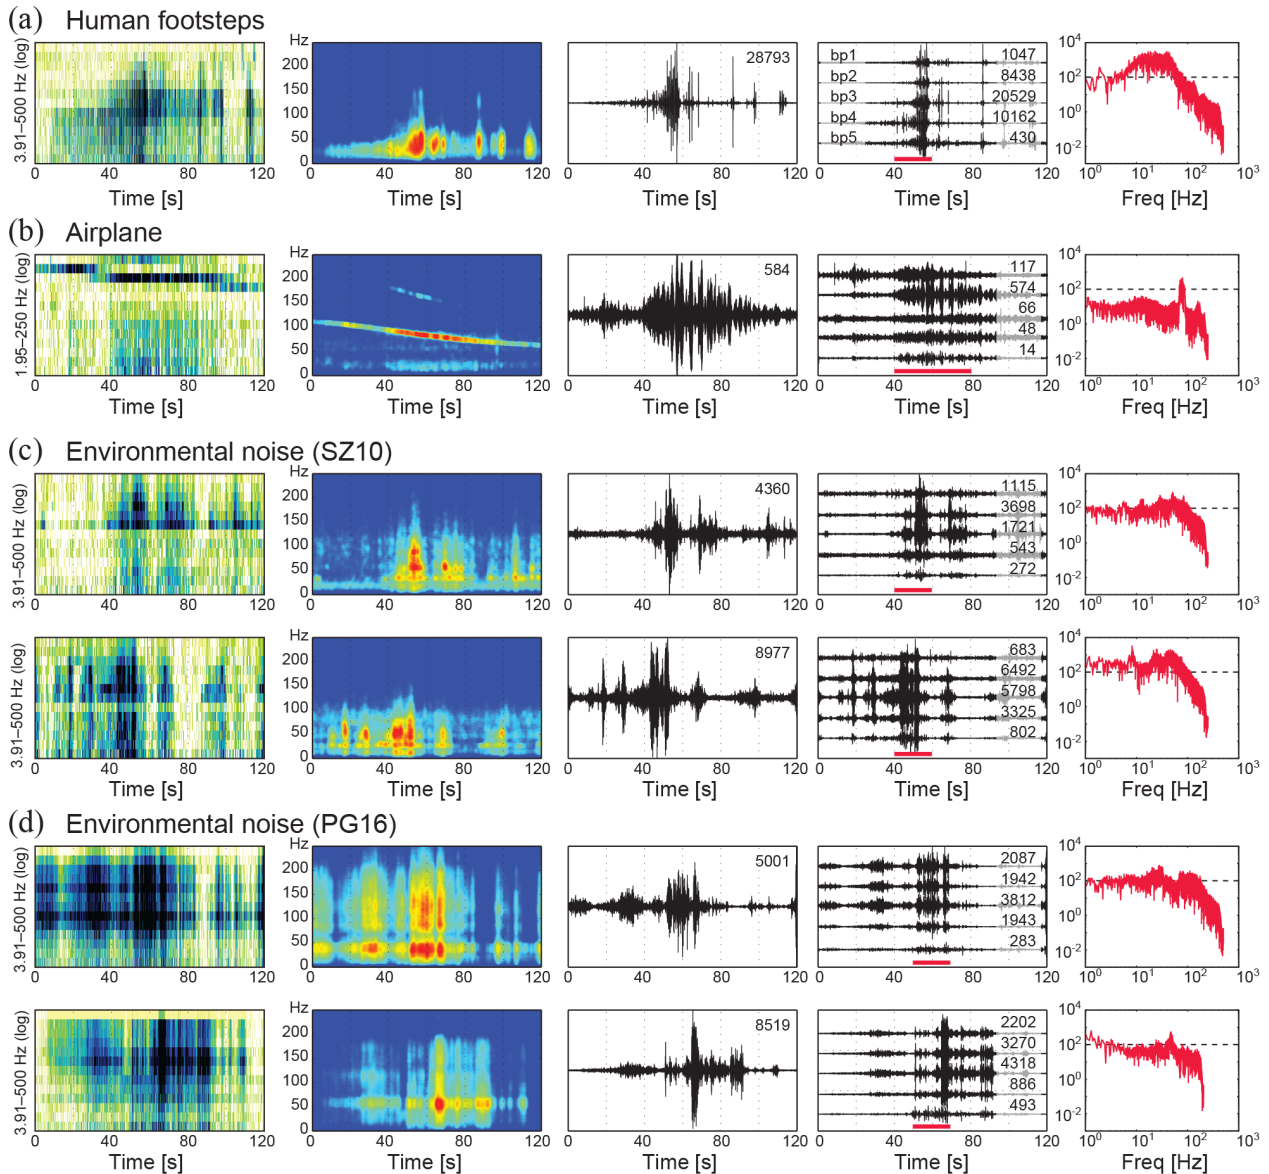 (a) Human footsteps
3.91–500 Hz (log)
0 40 80 120
Time [s]
Hz
200
150
100
50
0
0 40 80 120
Time [s]
28793
0 40 80 120
Time [s]
bp1 1047
bp2 8438
bp3 20529
bp4 10162
bp5 430
0 40 80 120
Time [s]
10^4
10^2
10^0
10^-2
10^0 10^1 10^2 10^3
Freq [Hz]
(b) Airplane
1.95–250 Hz (log)
0 40 80 120
Time [s]
Hz
200
150
100
50
0
0 40 80 120
Time [s]
584
0 40 80 120
Time [s]
117
574
66
48
14
0 40 80 120
Time [s]
10^4
10^2
10^0
10^-2
10^0 10^1 10^2 10^3
Freq [Hz]
(c) Environmental noise (SZ10)
3.91–500 Hz (log)
0 40 80 120
Hz
200
150
100
50
0
0 40 80 120
4360
0 40 80 120
1115
3698
1721
543
272
0 40 80 120
10^4
10^2
10^0
10^-2
10^0 10^1 10^2 10^3
3.91–500 Hz (log)
0 40 80 120
Time [s]
Hz
200
150
100
50
0
0 40 80 120
Time [s]
8977
0 40 80 120
Time [s]
683
6492
5798
3325
802
0 40 80 120
Time [s]
10^4
10^2
10^0
10^-2
10^0 10^1 10^2 10^3
Freq [Hz]
(d) Environmental noise (PG16)
3.91–500 Hz (log)
0 40 80 120
Hz
200
150
100
50
0
0 40 80 120
5001
0 40 80 120
2087
1942
3812
1943
283
0 40 80 120
10^4
10^2
10^0
10^-2
10^0 10^1 10^2 10^3
3.91–500 Hz (log)
0 40 80 120
Time [s]
Hz
200
150
100
50
0
0 40 80 120
Time [s]
8519
0 40 80 120
Time [s]
2202
3270
4318
886
493
0 40 80 120
Time [s]
10^4
10^2
10^0
10^-2
10^0 10^1 10^2 10^3
Freq [Hz]